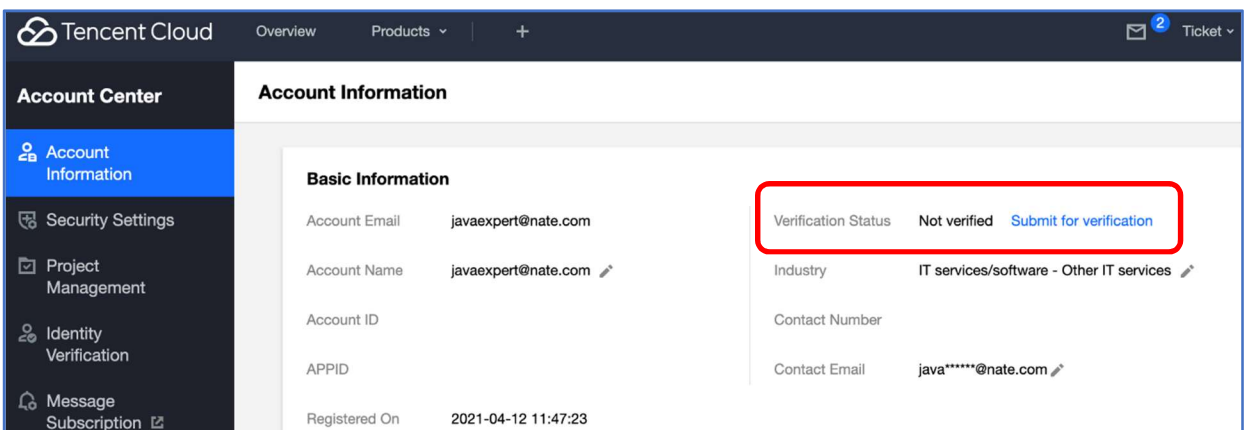 Tencent Cloud Overview Products + 2 Ticket
Account Center
Account Information
Security Settings
Project Management
Identity Verification
Message Subscription
Account Information
Basic Information
Account Email javaexpert@nate.com
Verification Status Not verified Submit for verification
Account Name javaexpert@nate.com
Industry IT services/software - Other IT services
Account ID
Contact Number
APPID
Contact Email java******@nate.com
Registered On 2021-04-12 11:47:23